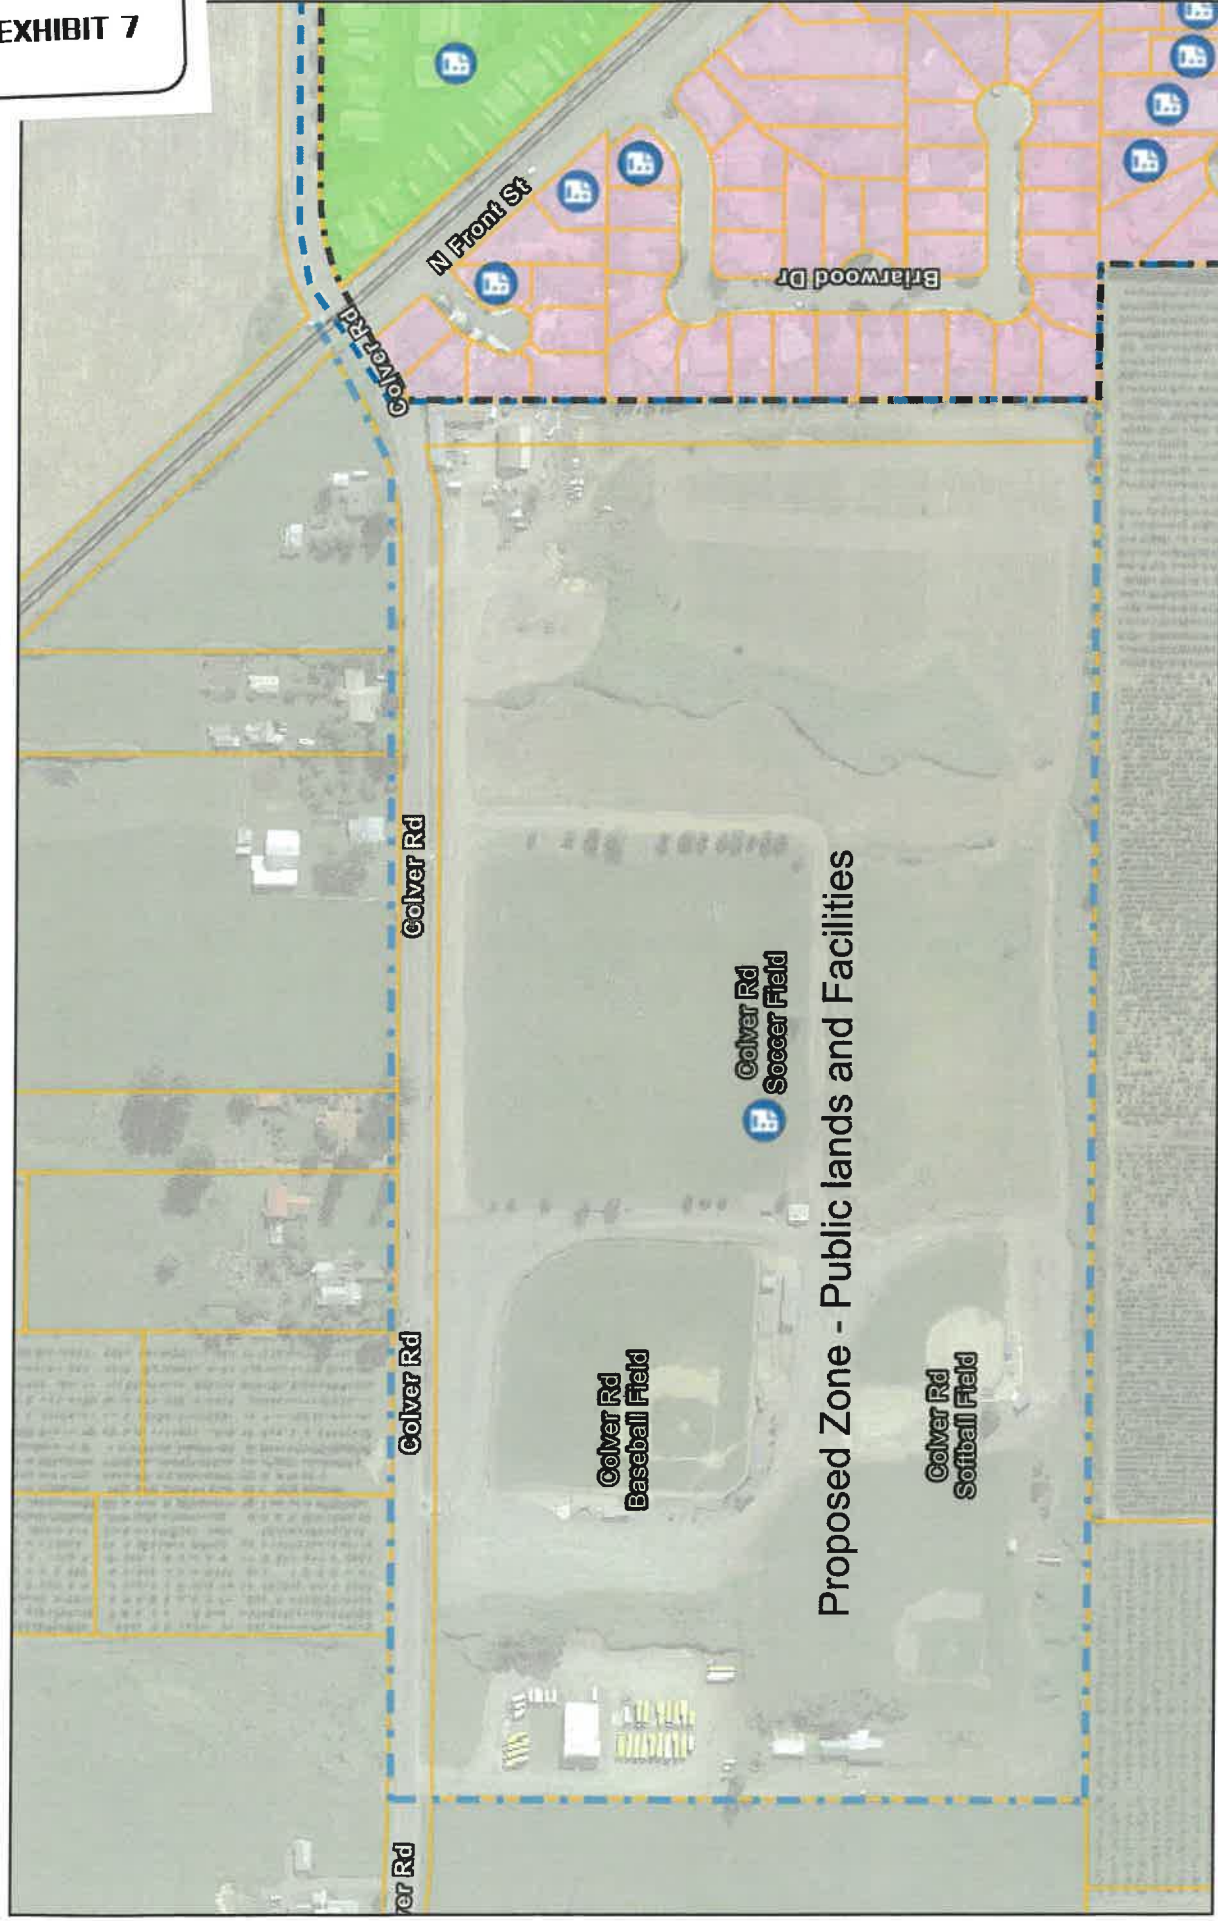 EXHIBIT 7
N Front St
Colver Rd
Briarwood Dr
Colver Rd
Colver Rd
Soccer Field
Proposed Zone - Public lands and Facilities
Colver Rd
Colver Rd
Baseball Field
Colver Rd
Softball Field
ver Rd